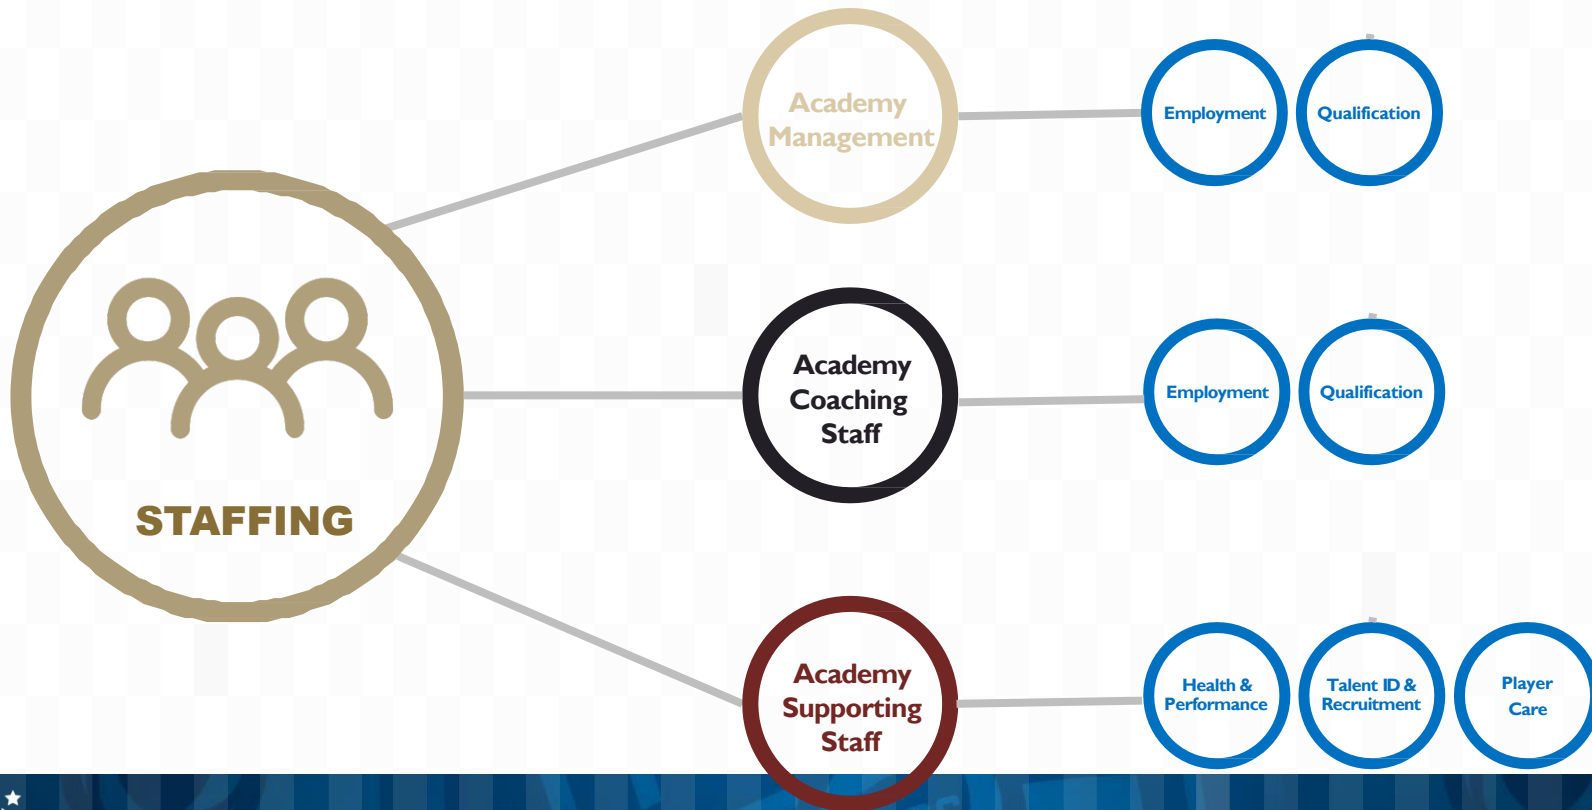 STAFFING
Academy
Management
Employment
Qualification
Academy
Coaching
Staff
Employment
Qualification
Academy
Supporting
Staff
Health &
Performance
Talent ID &
Recruitment
Player
Care